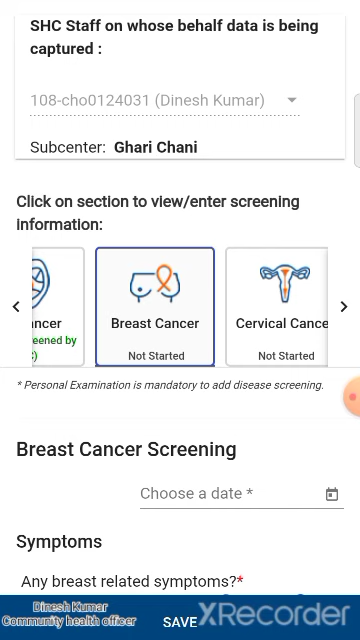 SHC Staff on whose behalf data is being
captured :
108-cho0124031 (Dinesh Kumar)
Subcenter: Ghari Chani
Click on section to view/enter screening
information:
ancer
eened by
Breast Cancer
Not Started
Cervical Cance
Not Started
* Personal Examination is mandatory to add disease screening.
Breast Cancer Screening
Choose a date *
Symptoms
Any breast related symptoms?*
Dinesh Kumar
Community health officer
SAVE
XRecorder